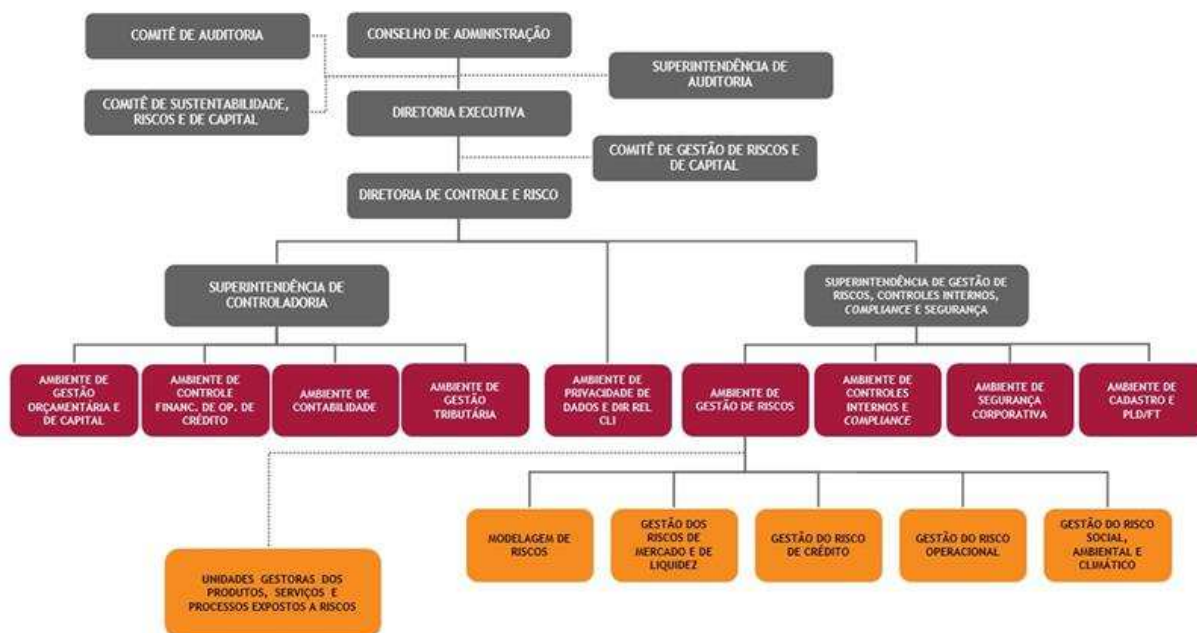 COMITÊ DE AUDITORIA
CONSELHO DE ADMINISTRAÇÃO
SUPERINTENDÊNCIA DE
AUDITORIA
COMITÊ DE SUSTENTABILIDADE,
RISCOS E DE CAPITAL
DIRETORIA EXECUTIVA
COMITÊ DE GESTÃO DE RISCOS E
DE CAPITAL
DIRETORIA DE CONTROLE E RISCO
SUPERINTENDÊNCIA DE
CONTROLADORIA
SUPERINTENDÊNCIA DE GESTÃO DE
RISCOS, CONTROLES INTERNOS,
COMPLIANCE E SEGURANÇA
AMBIENTE DE
GESTÃO
ORÇAMENTÁRIA E
DE CAPITAL
AMBIENTE DE
CONTROLE
FINANC. DE OP. DE
CRÉDITO
AMBIENTE DE
CONTABILIDADE
AMBIENTE DE
GESTÃO
TRIBUTÁRIA
AMBIENTE DE
PRIVACIDADE DE
DADOS E DIR REL
CLI
AMBIENTE DE
GESTÃO DE RISCOS
AMBIENTE DE
CONTROLES
INTERNOS E
COMPLIANCE
AMBIENTE DE
SEGURANÇA
CORPORATIVA
AMBIENTE DE
CADASTRO E
PLD/FT
MODELAGEM DE
RISCOS
GESTÃO DOS
RISCOS DE
MERCADO E DE
LIQUIDEZ
GESTÃO DO RISCO
DE CRÉDITO
GESTÃO DO RISCO
OPERACIONAL
GESTÃO DO RISCO
SOCIAL,
AMBIENTAL E
CLIMÁTICO
UNIDADES GESTORAS DOS
PRODUTOS, SERVIÇOS E
PROCESSOS EXPOSTOS A RISCOS